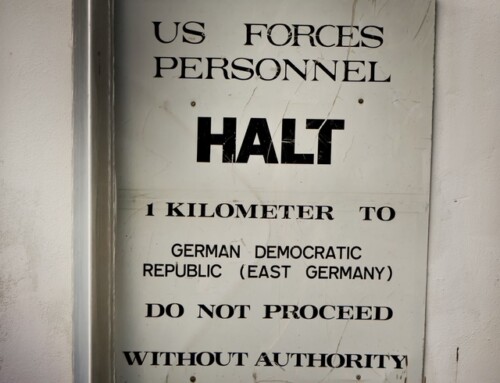 US FORCES
PERSONNEL
HALT
1 KILOMETER TO
GERMAN DEMOCRATIC
REPUBLIC (EAST GERMANY)
DO NOT PROCEED
WITHOUT AUTHORITY